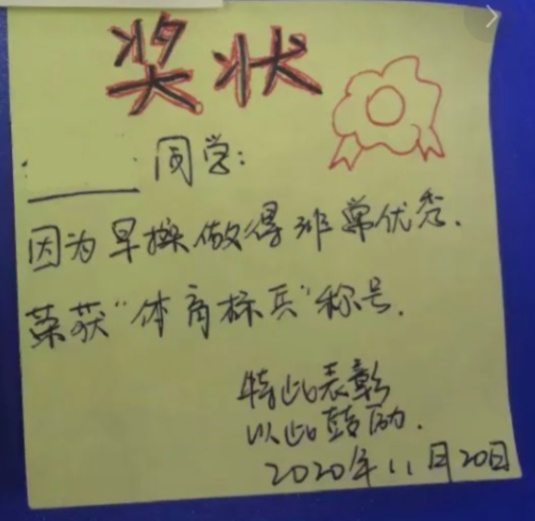 奖状
同学：
因为早操做得非常优秀.
荣获“体育标兵”称号.
特此表彰
以此鼓励.
2020年11月20日